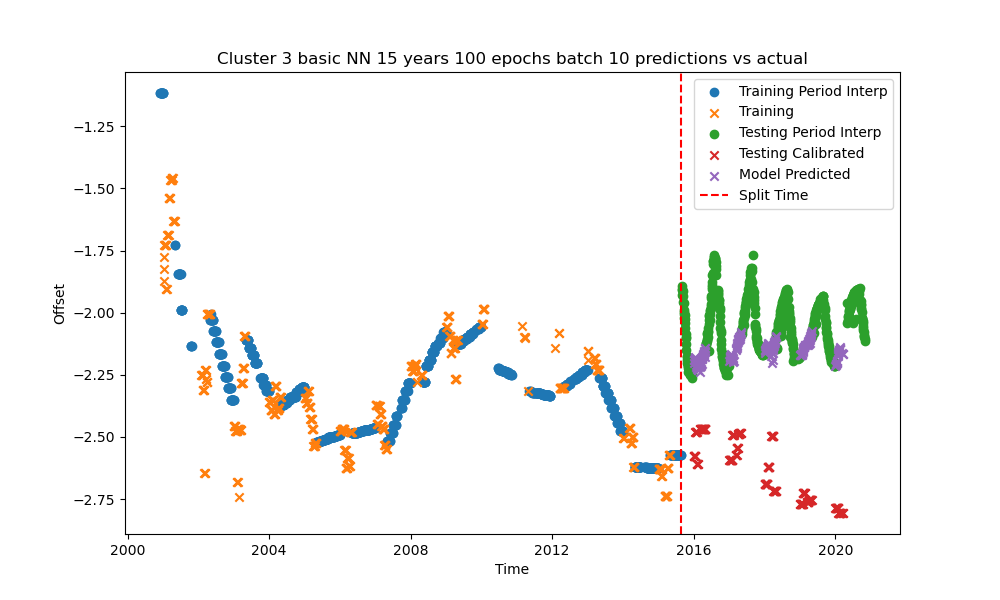 Cluster 3 basic NN 15 years 100 epochs batch 10 predictions vs actual
Training Period Interp
Training
Testing Period Interp
Testing Calibrated
Model Predicted
Split Time
Offset
−1.25
−1.50
−1.75
−2.00
−2.25
−2.50
−2.75
2000 2004 2008 2012 2016 2020
Time